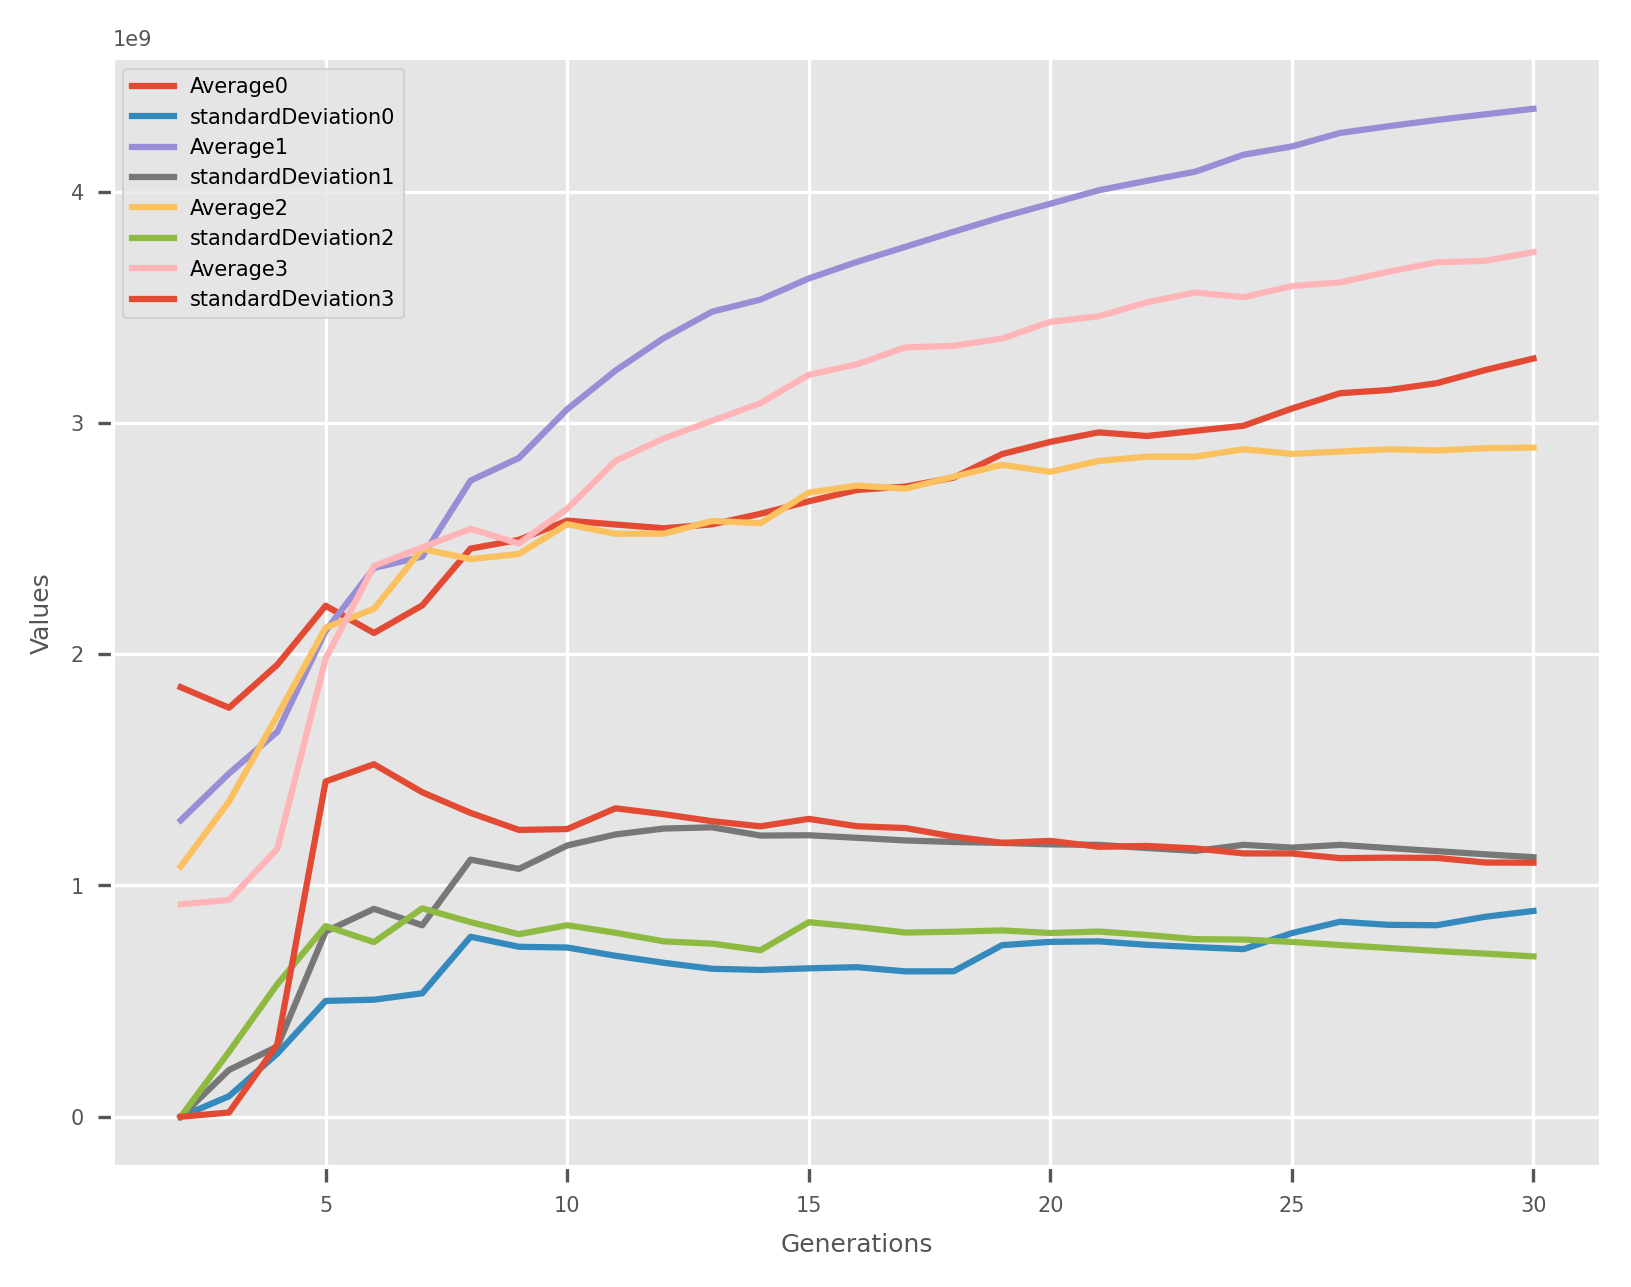 1e9
Average0
standardDeviation0
Average1
standardDeviation1
Average2
standardDeviation2
Average3
standardDeviation3
4
3
2
1
0
Values
5 10 15 20 25 30
Generations